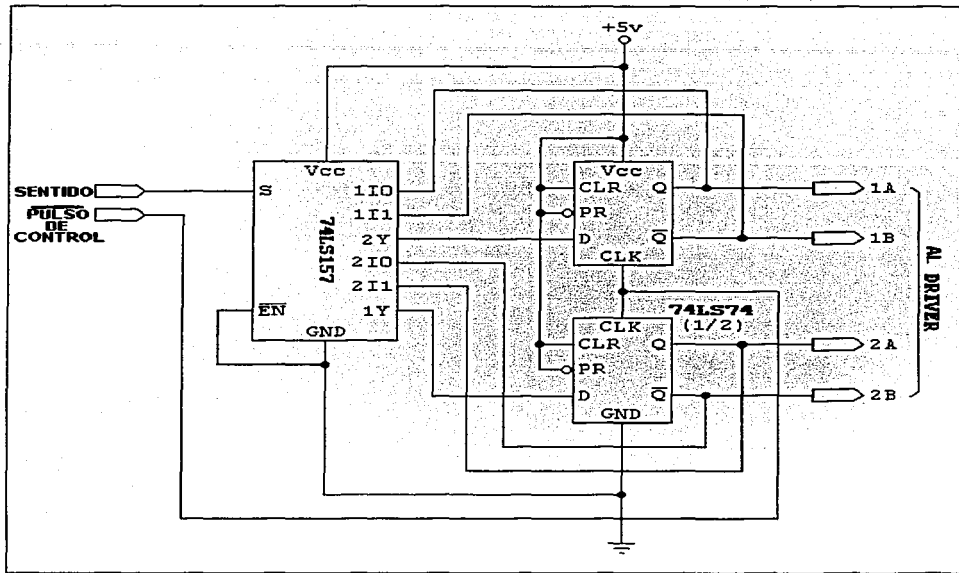 +5v
SENTIDO
PULSO
DE
CONTROL
S
Vcc
1I0
1I1
2Y
2I0
2I1
1Y
EN
GND
74LS157
Vcc
CLR
PR
D
Q
Q
CLK
74LS74
(1/2)
CLK
CLR
PR
D
Q
Q
GND
1A
1B
2A
2B
AL DRIVER